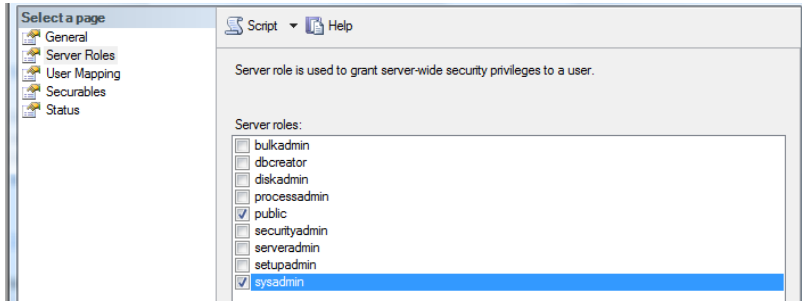 Select a page
General
Server Roles
User Mapping
Securables
Status
Script Help
Server role is used to grant server-wide security privileges to a user.
Server roles:
bulkadmin
dbcreator
diskadmin
processadmin
public
securityadmin
serveradmin
setupadmin
sysadmin